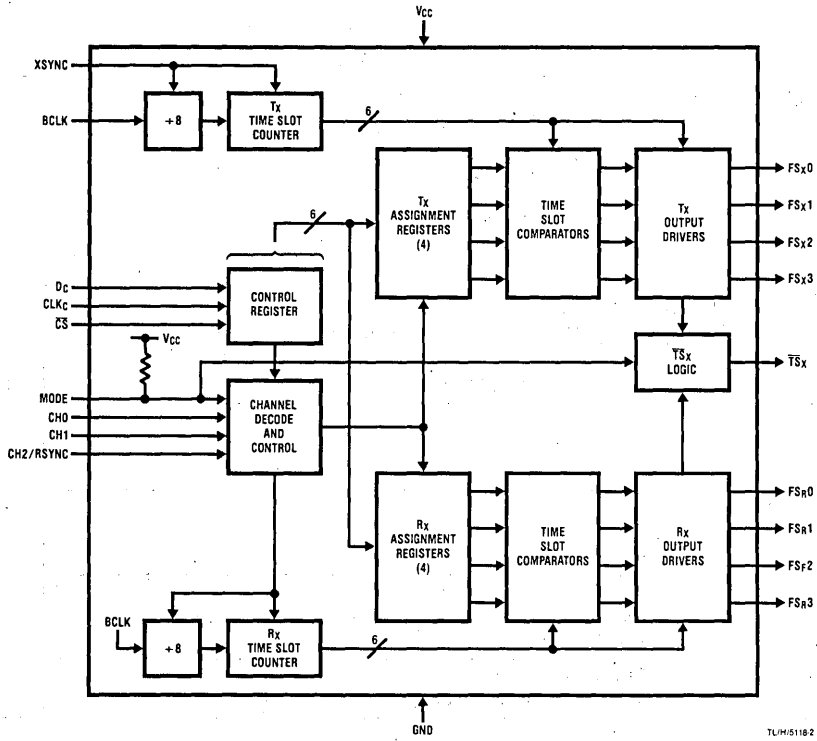 VCC
XSYNC
BCLK
÷8
TX
TIME SLOT
COUNTER
6
6
TX
ASSIGNMENT
REGISTERS
(4)
TIME
SLOT
COMPARATORS
TX
OUTPUT
DRIVERS
FSX0
FSX1
FSX2
FSX3
DC
CLKC
CS
CONTROL
REGISTER
VCC
MODE
CH0
CH1
CH2/RSYNC
CHANNEL
DECODE
AND
CONTROL
TSX
LOGIC
TSX
RX
ASSIGNMENT
REGISTERS
(4)
TIME
SLOT
COMPARATORS
RX
OUTPUT
DRIVERS
FSR0
FSR1
FSF2
FSR3
BCLK
÷8
RX
TIME SLOT
COUNTER
6
GND
TL/H/5118-2